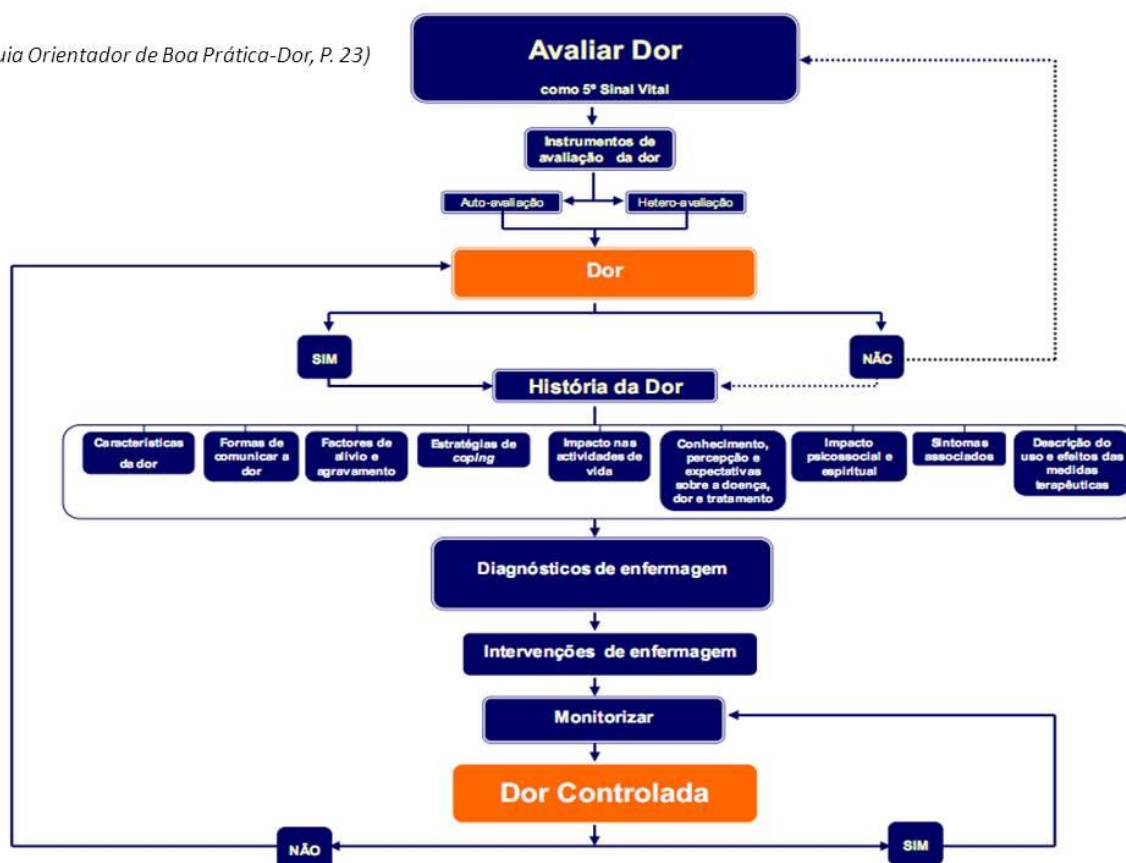 uia Orientador de Boa Prática-Dor, P. 23)
Avaliar Dor
como 5º Sinal Vital
Instrumentos de
avaliação da dor
Auto-avaliação
Hetero-avaliação
Dor
SIM
NÃO
História da Dor
Características
da dor
Formas de
comunicar a
dor
Factores de
alívio e
agravamento
Estratégias de
coping
Impacto nas
actividades de
vida
Conhecimento,
percepção e
expectativas
sobre a doença,
dor e tratamento
Impacto
psicossocial e
espiritual
Sintomas
associados
Descrição do
uso e efeitos das
medidas
terapêuticas
Diagnósticos de enfermagem
Intervenções de enfermagem
Monitorizar
Dor Controlada
NÃO
SIM